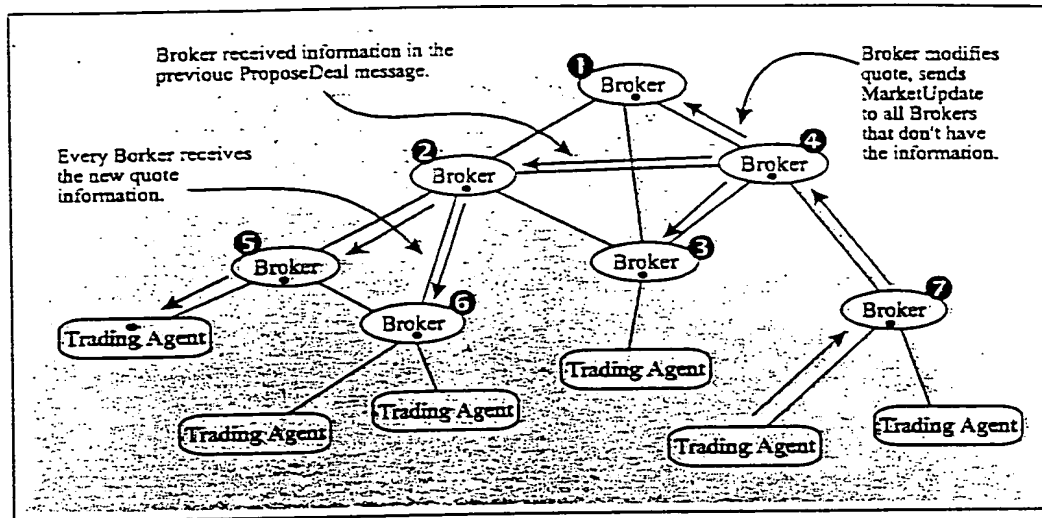 Broker received information in the
previous ProposeDeal message.
Broker modifies
quote, sends
MarketUpdate
to all Brokers
that don't have
the information.
Every Borker receives
the new quote
information.
1
Broker
2
Broker
4
Broker
5
Broker
3
Broker
6
Broker
7
Broker
Trading Agent
Trading Agent
Trading Agent
Trading Agent
Trading Agent
Trading Agent